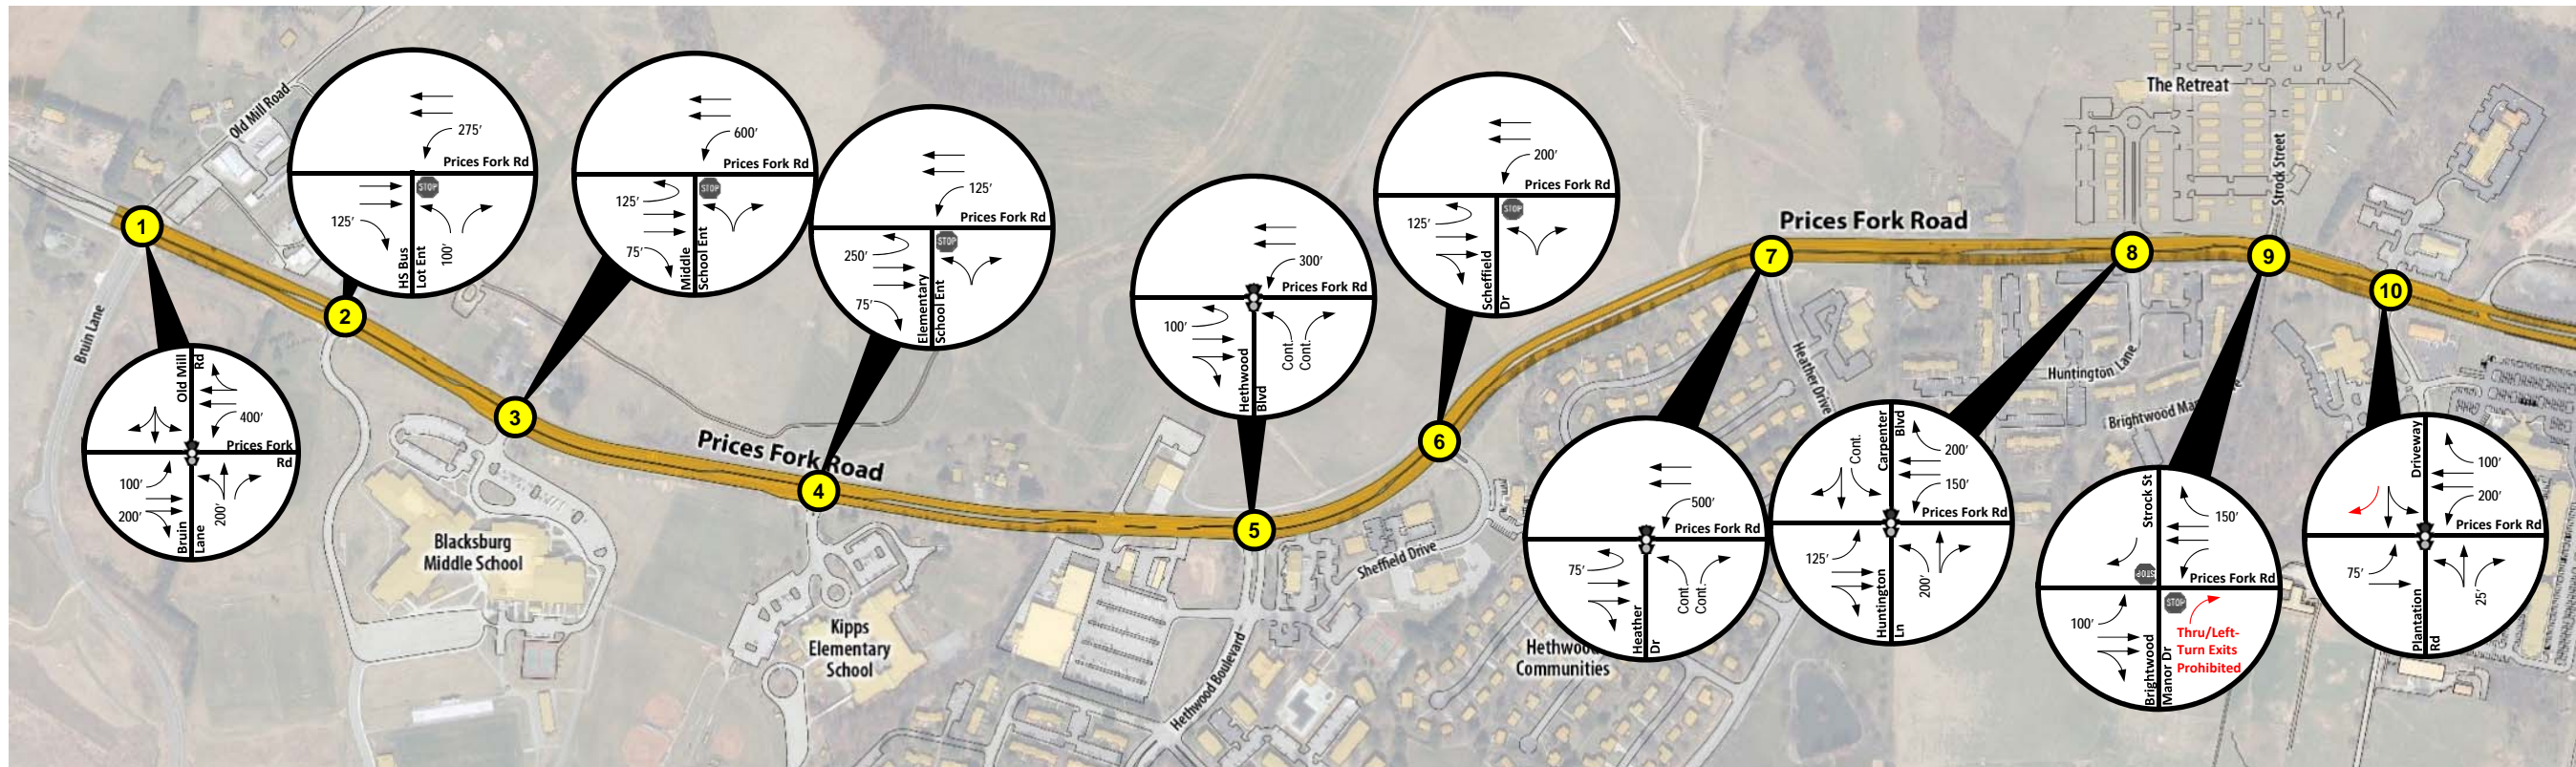 The Retreat
Old Mill Road
Strock Street
Bruin Lane
Prices Fork Road
Prices Fork Road
Blacksburg
Middle School
Kipps
Elementary
School
Hethwood Boulevard
Sheffield Drive
Heather Drive
Huntington Lane
Brightwood Ma
Hethwoo
Communities
1
2
3
4
5
6
7
8
9
10
Old Mill
Rd
400'
Prices Fork
Rd
100'
200'
Bruin
Lane
200'
275'
Prices Fork Rd
STOP
125'
HS Bus
Lot Ent
100'
600'
Prices Fork Rd
STOP
125'
75'
Middle
School Ent
125'
Prices Fork Rd
STOP
250'
75'
Elementary
School Ent
300'
Prices Fork Rd
100'
Hethwood
Blvd
Cont.
Cont.
200'
Prices Fork Rd
STOP
125'
Scheffield
Dr
500'
Prices Fork Rd
75'
Heather
Dr
Cont.
Cont.
Cont.
Carpenter
Blvd
200'
150'
Prices Fork Rd
125'
Huntington
Ln
200'
Strock St
150'
STOP
Prices Fork Rd
100'
STOP
Brightwood
Manor Dr
Thru/Left-
Turn Exits
Prohibited
Driveway
100'
200'
Prices Fork Rd
75'
Plantation
Rd
25'